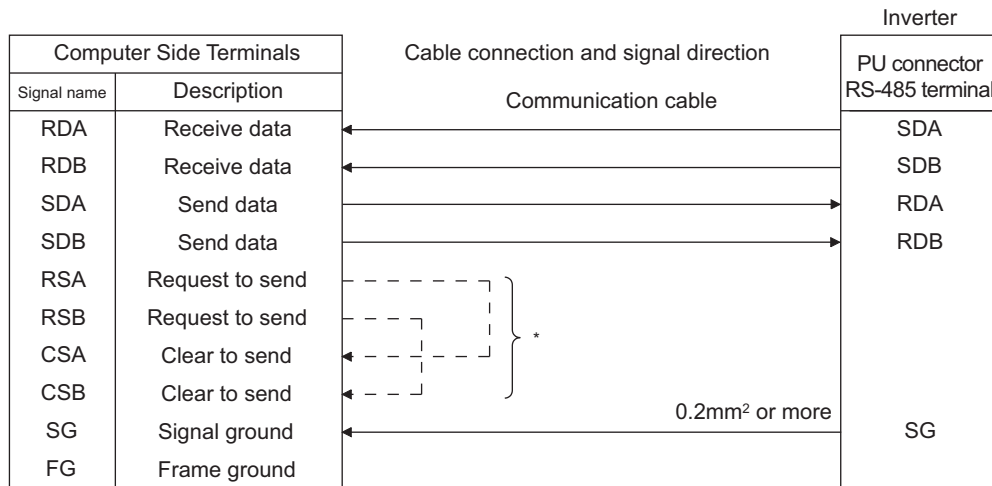 Inverter
Computer Side Terminals
Cable connection and signal direction
PU connector
RS-485 terminal
Signal name
Description
Communication cable
RDA Receive data SDA
RDB Receive data SDB
SDA Send data RDA
SDB Send data RDB
RSA Request to send
RSB Request to send
*
CSA Clear to send
CSB Clear to send
0.2mm² or more
SG Signal ground SG
FG Frame ground